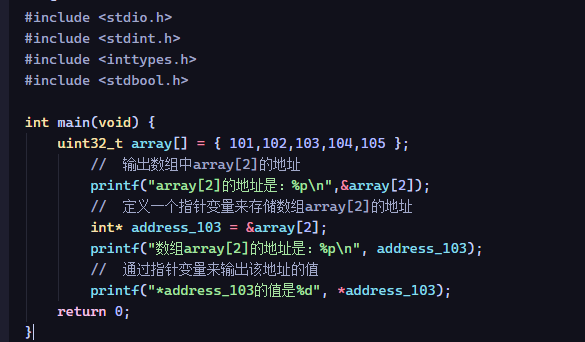 #include <stdio.h>
#include <stdint.h>
#include <inttypes.h>
#include <stdbool.h>
int main(void) {
uint32_t array[] = { 101,102,103,104,105 };
// 输出数组中array[2]的地址
printf("array[2]的地址是：%p\n",&array[2]);
// 定义一个指针变量来存储数组array[2]的地址
int* address_103 = &array[2];
printf("数组array[2]的地址是：%p\n", address_103);
// 通过指针变量来输出该地址的值
printf("*address_103的值是%d", *address_103);
return 0;
}